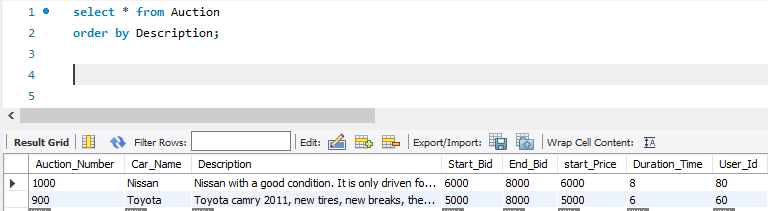 1 select * from Auction
2 order by Description;
3
4
5
Result Grid Filter Rows: Edit: Export/Import: Wrap Cell Content:
Auction_Number Car_Name Description Start_Bid End_Bid start_Price Duration_Time User_Id
1000 Nissan Nissan with a good condition. It is only driven fo... 6000 8000 6000 8 80
900 Toyota Toyota camry 2011, new tires, new breaks, the... 5000 8000 5000 6 60